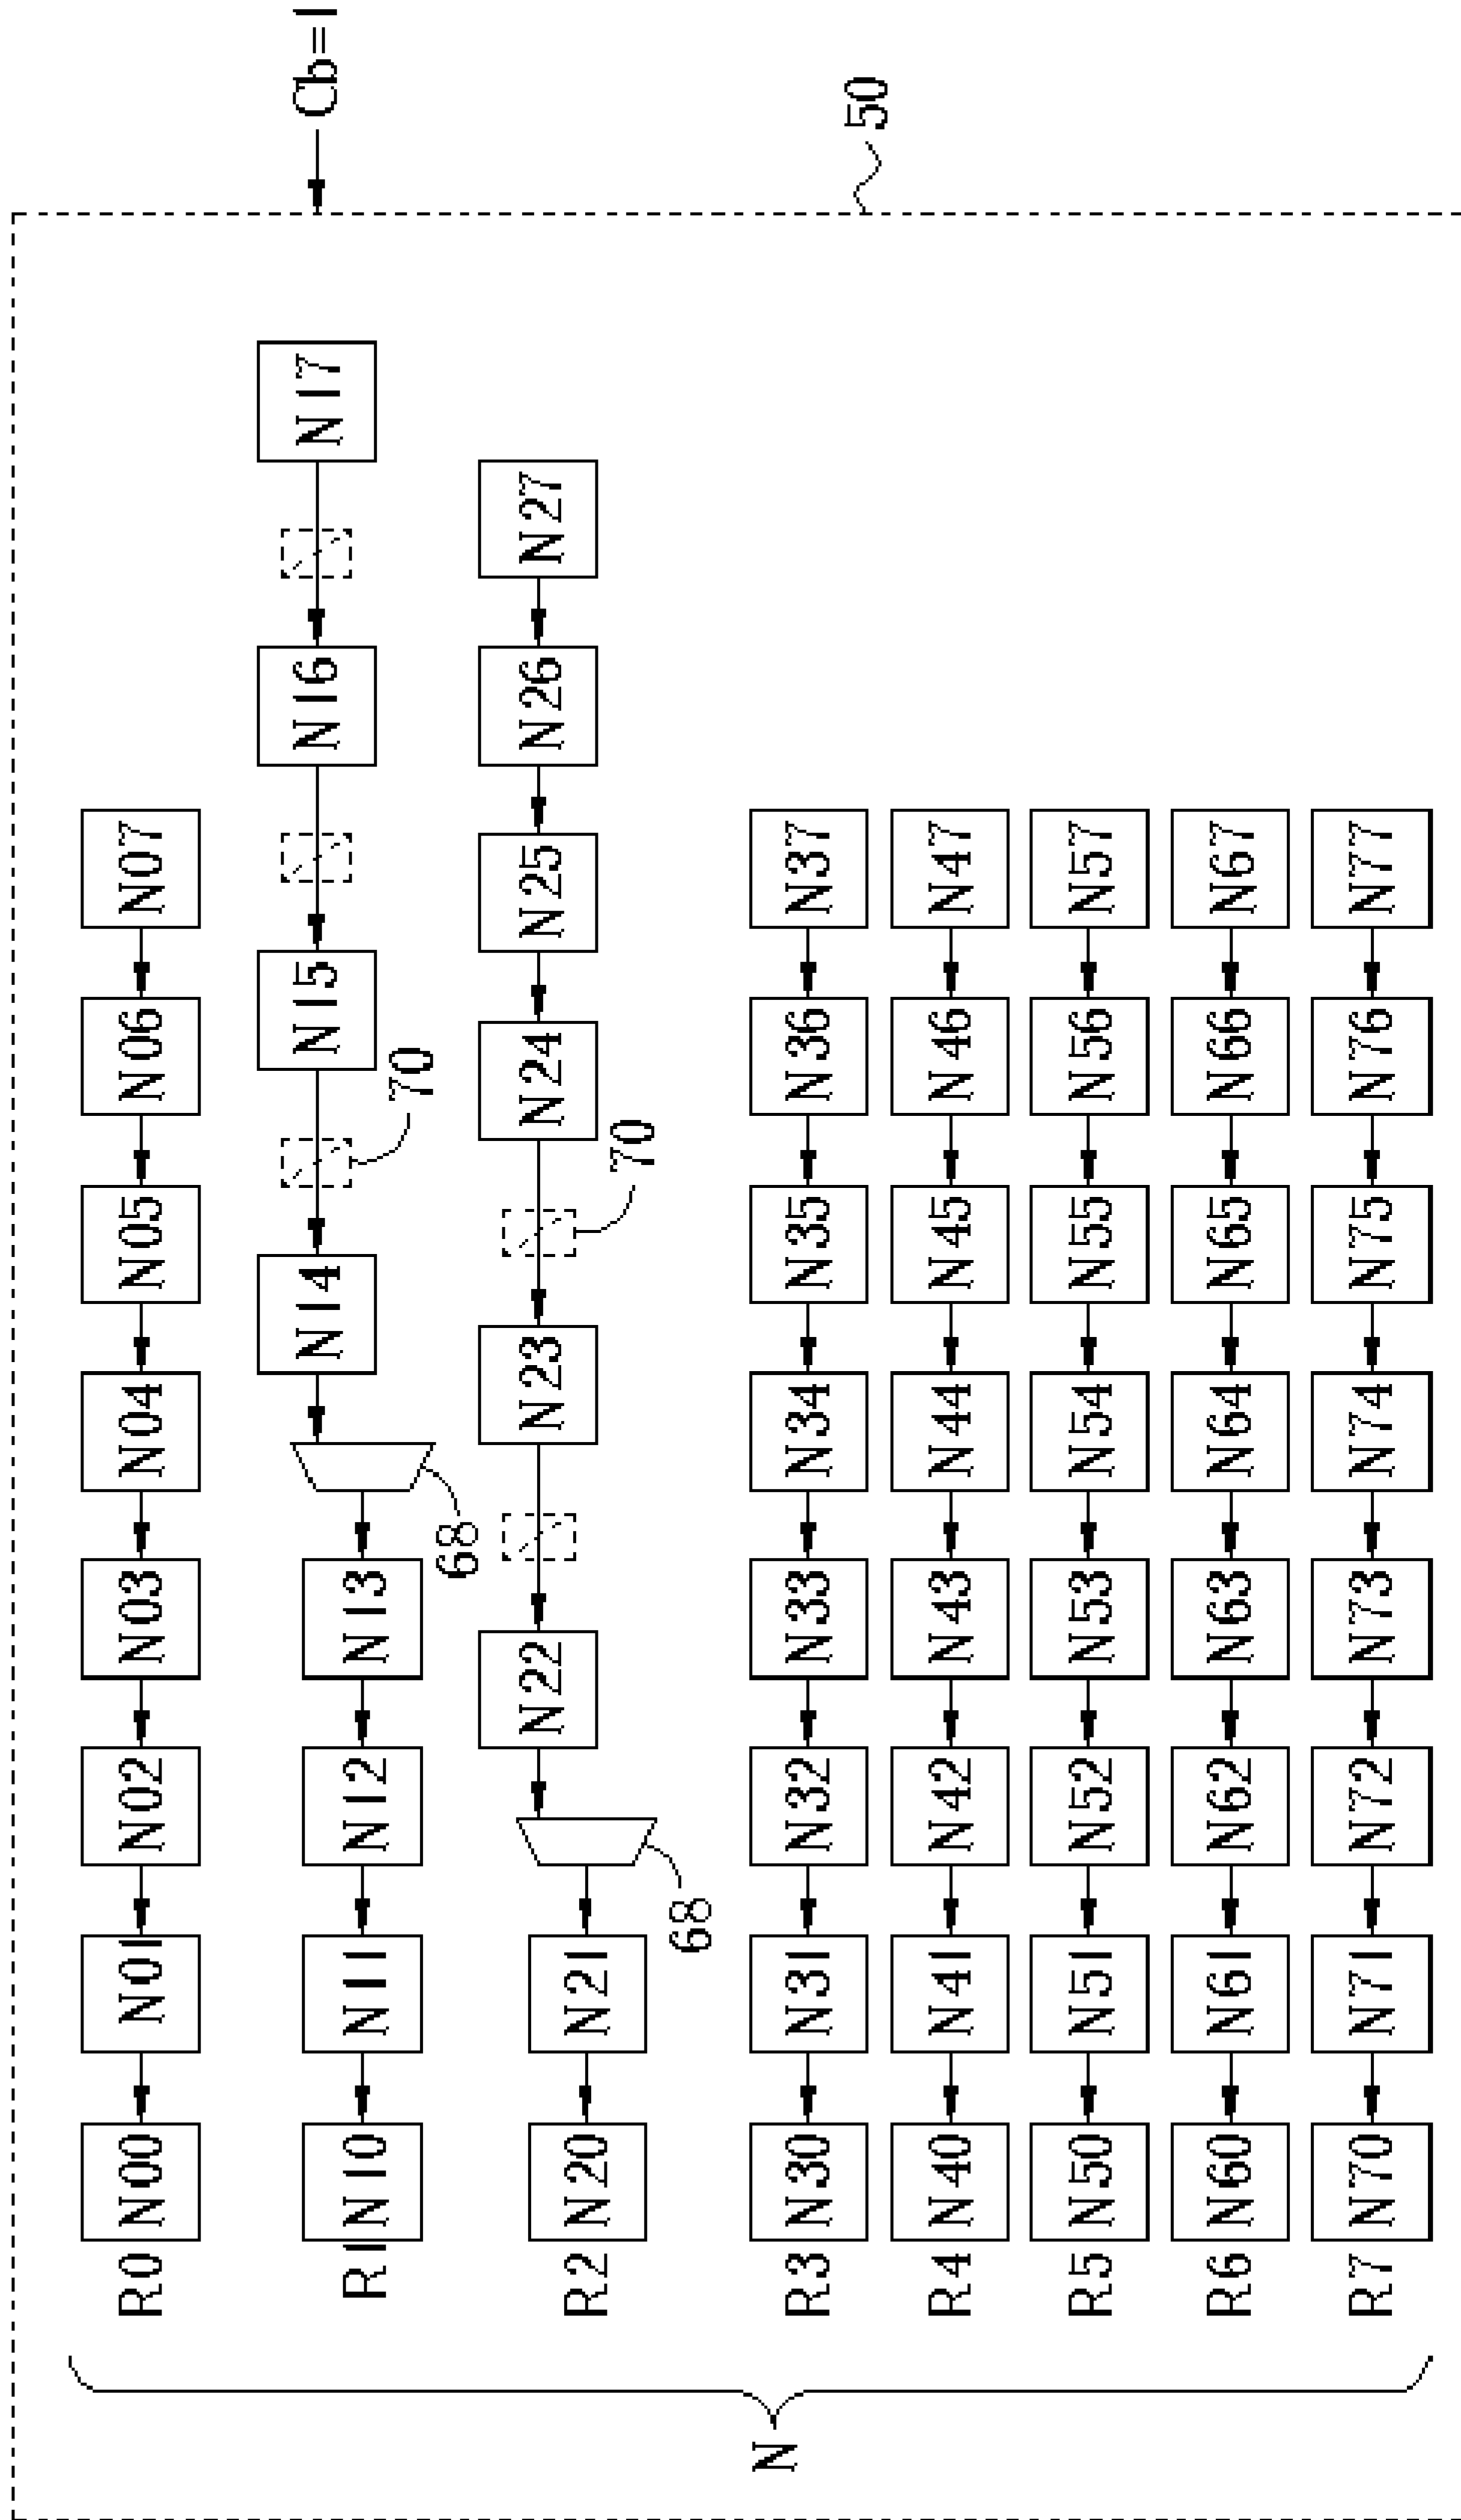 Cb=1
50
R0 N00 N01 N02 N03 N04 N05 N06 N07
R1 N10 N11 N12 N13 N14 N15 N16 N17
68
70
R2 N20 N21 N22 N23 N24 N25 N26 N27
68
70
R3 N30 N31 N32 N33 N34 N35 N36 N37
R4 N40 N41 N42 N43 N44 N45 N46 N47
R5 N50 N51 N52 N53 N54 N55 N56 N57
R6 N60 N61 N62 N63 N64 N65 N66 N67
R7 N70 N71 N72 N73 N74 N75 N76 N77
N